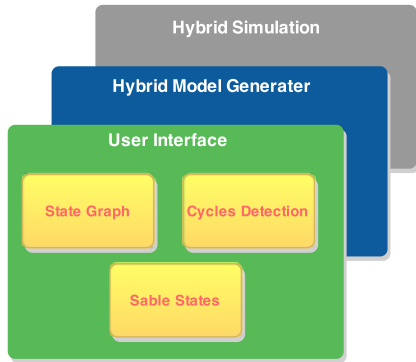 Hybrid Simulation
Hybrid Model Generater
User Interface
State Graph
Cycles Detection
Sable States